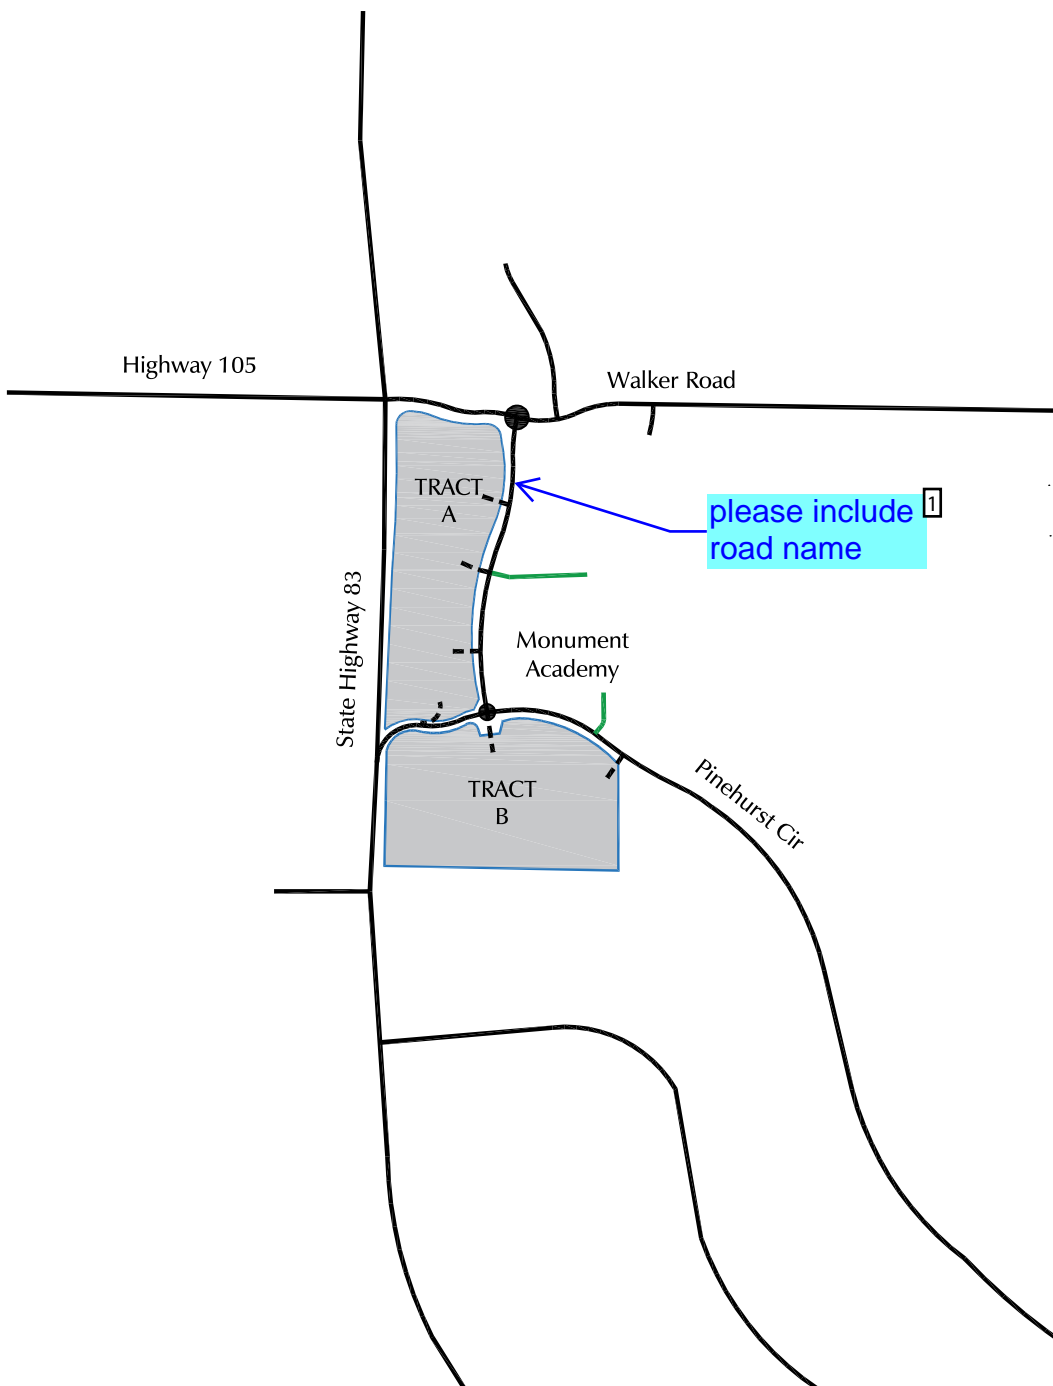 Highway 105
Walker Road
TRACT
A
please include
road name
1
State Highway 83
Monument
Academy
TRACT
B
Pinehurst Cir